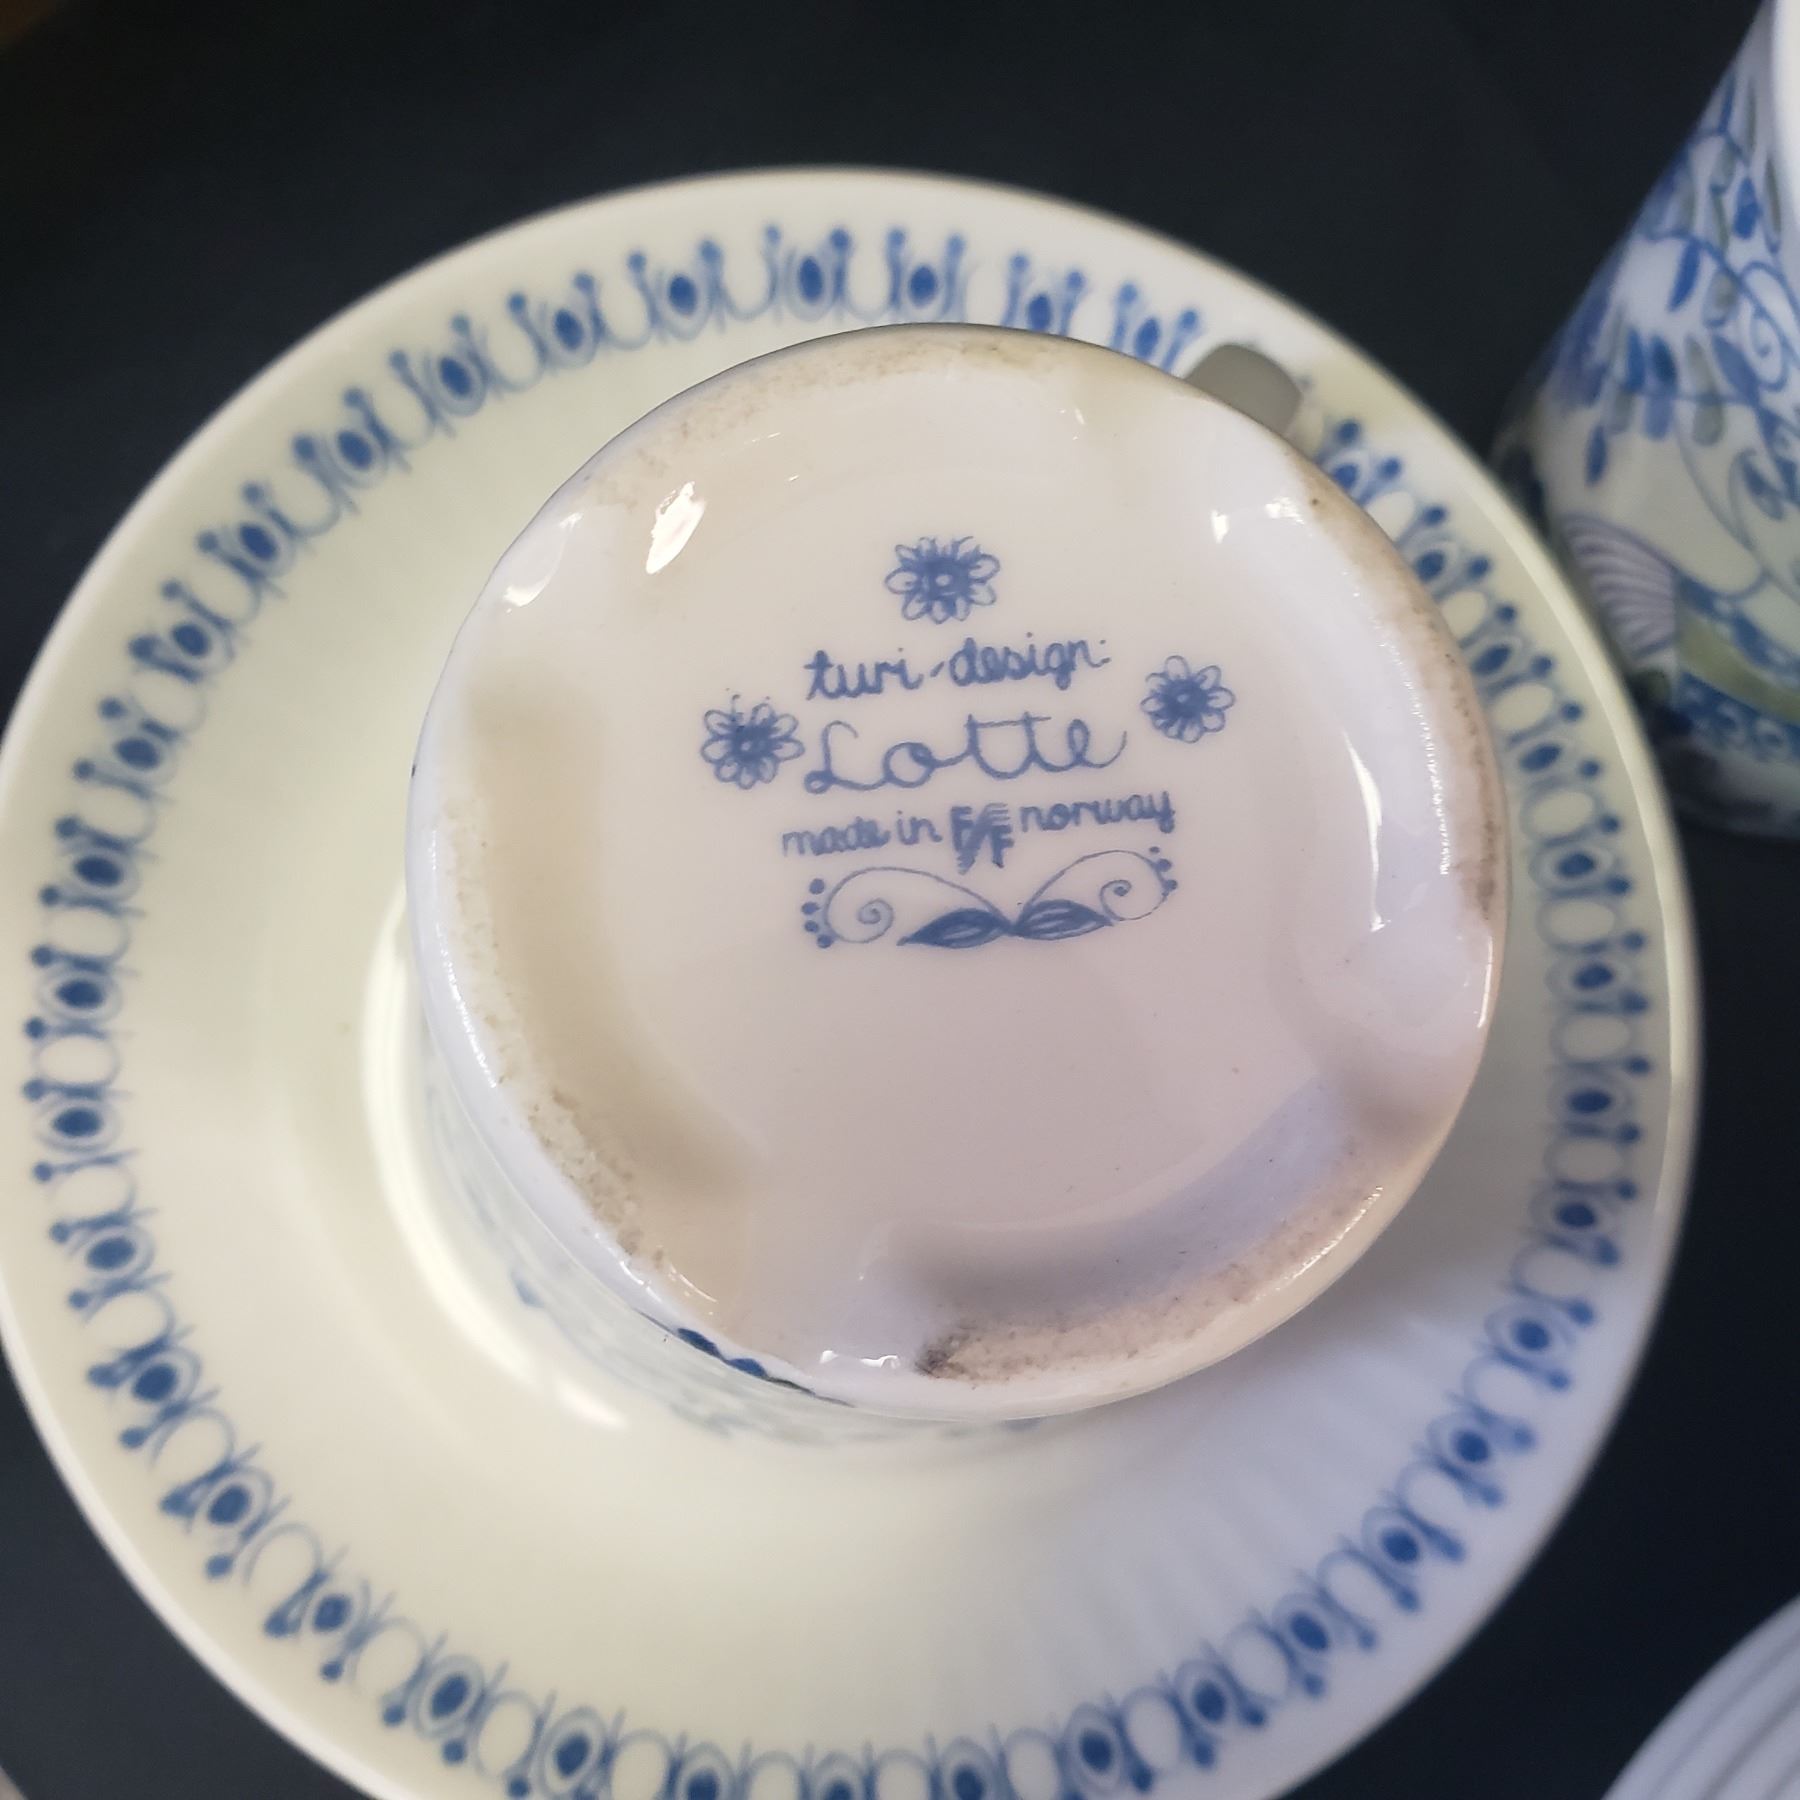 turi-design:
Lotte
made in F/F norway